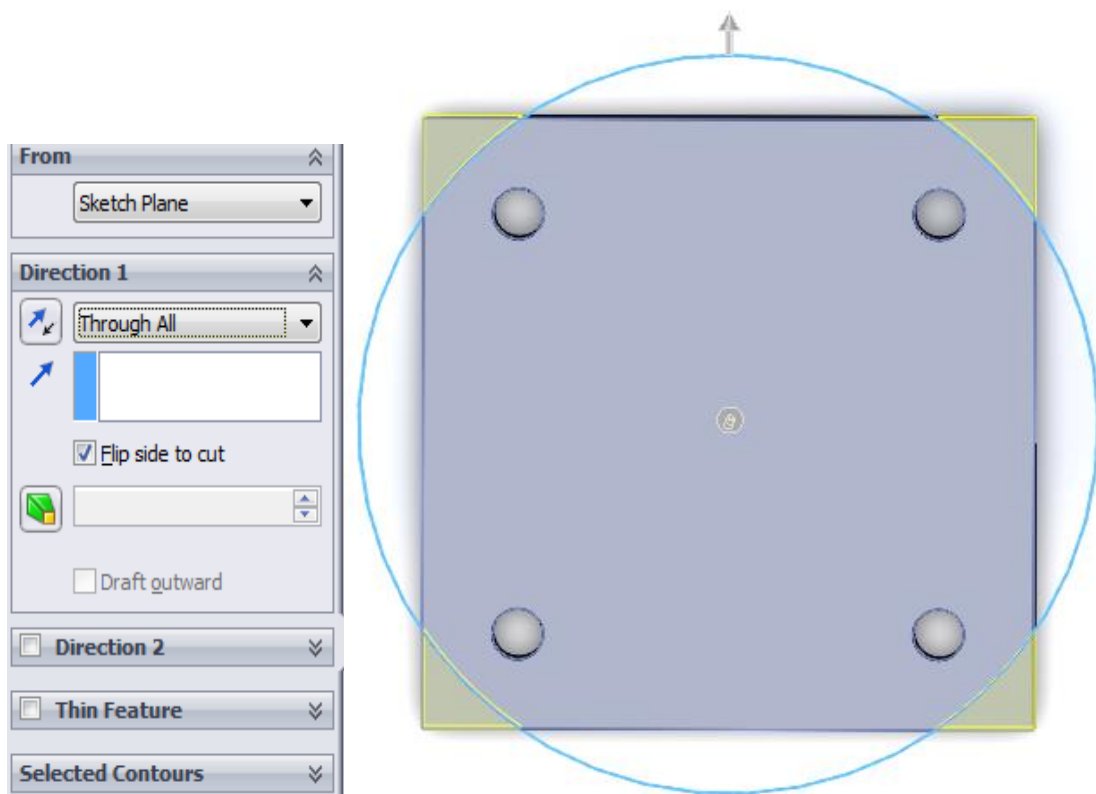 From
Sketch Plane
Direction 1
Through All
Flip side to cut
Draft outward
Direction 2
Thin Feature
Selected Contours